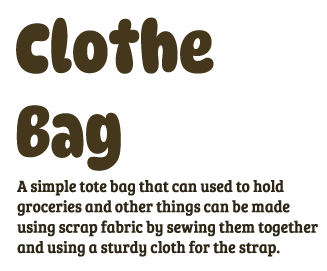 Clothe
Bag
A simple tote bag that can used to hold
groceries and other things can be made
using scrap fabric by sewing them together
and using a sturdy cloth for the strap.